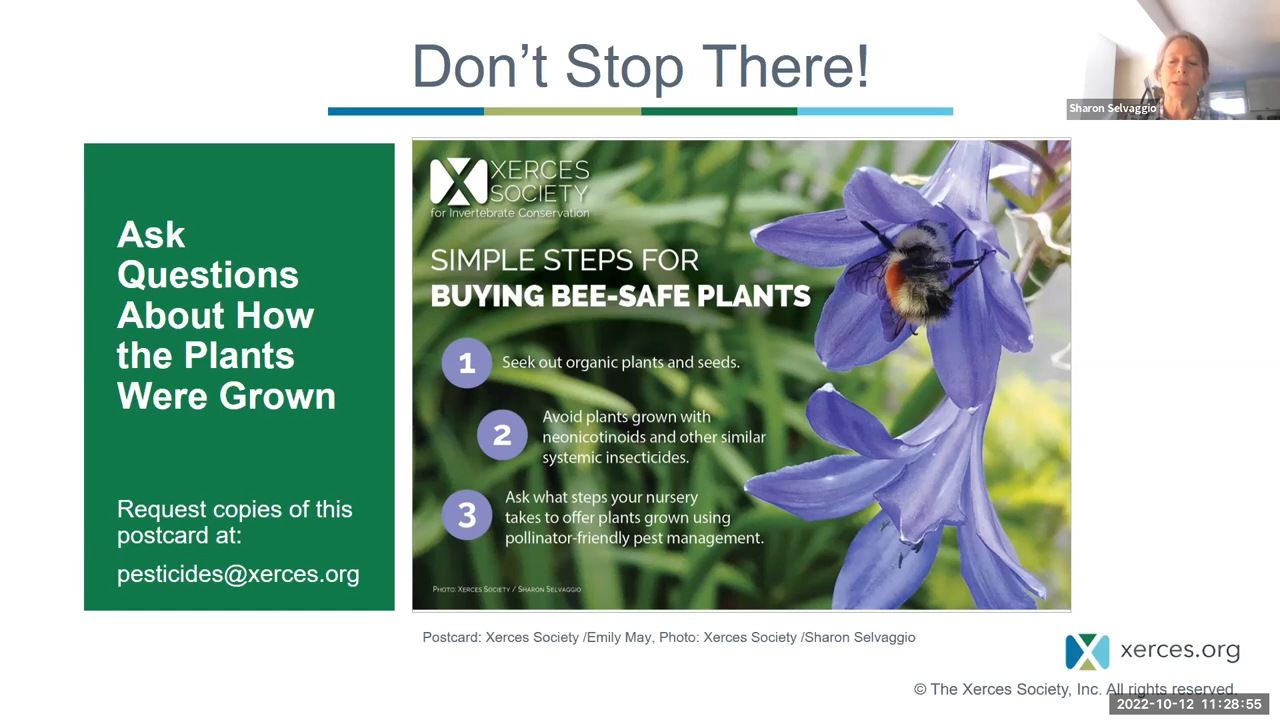 Don't Stop There!
Sharon Selvaggio
Ask
Questions
About How
the Plants
Were Grown
Request copies of this
postcard at:
pesticides@xerces.org
XERCES
SOCIETY
for Invertebrate Conservation
SIMPLE STEPS FOR
BUYING BEE-SAFE PLANTS
1
Seek out organic plants and seeds.
2
Avoid plants grown with
neonicotinoids and other similar
systemic insecticides.
3
Ask what steps your nursery
takes to offer plants grown using
pollinator-friendly pest management.
PHOTO: XERCES SOCIETY / SHARON SELVAGGIO
Postcard: Xerces Society /Emily May, Photo: Xerces Society /Sharon Selvaggio
xerces.org
© The Xerces Society, Inc. All rights reserved.
2022-10-12 11:28:55